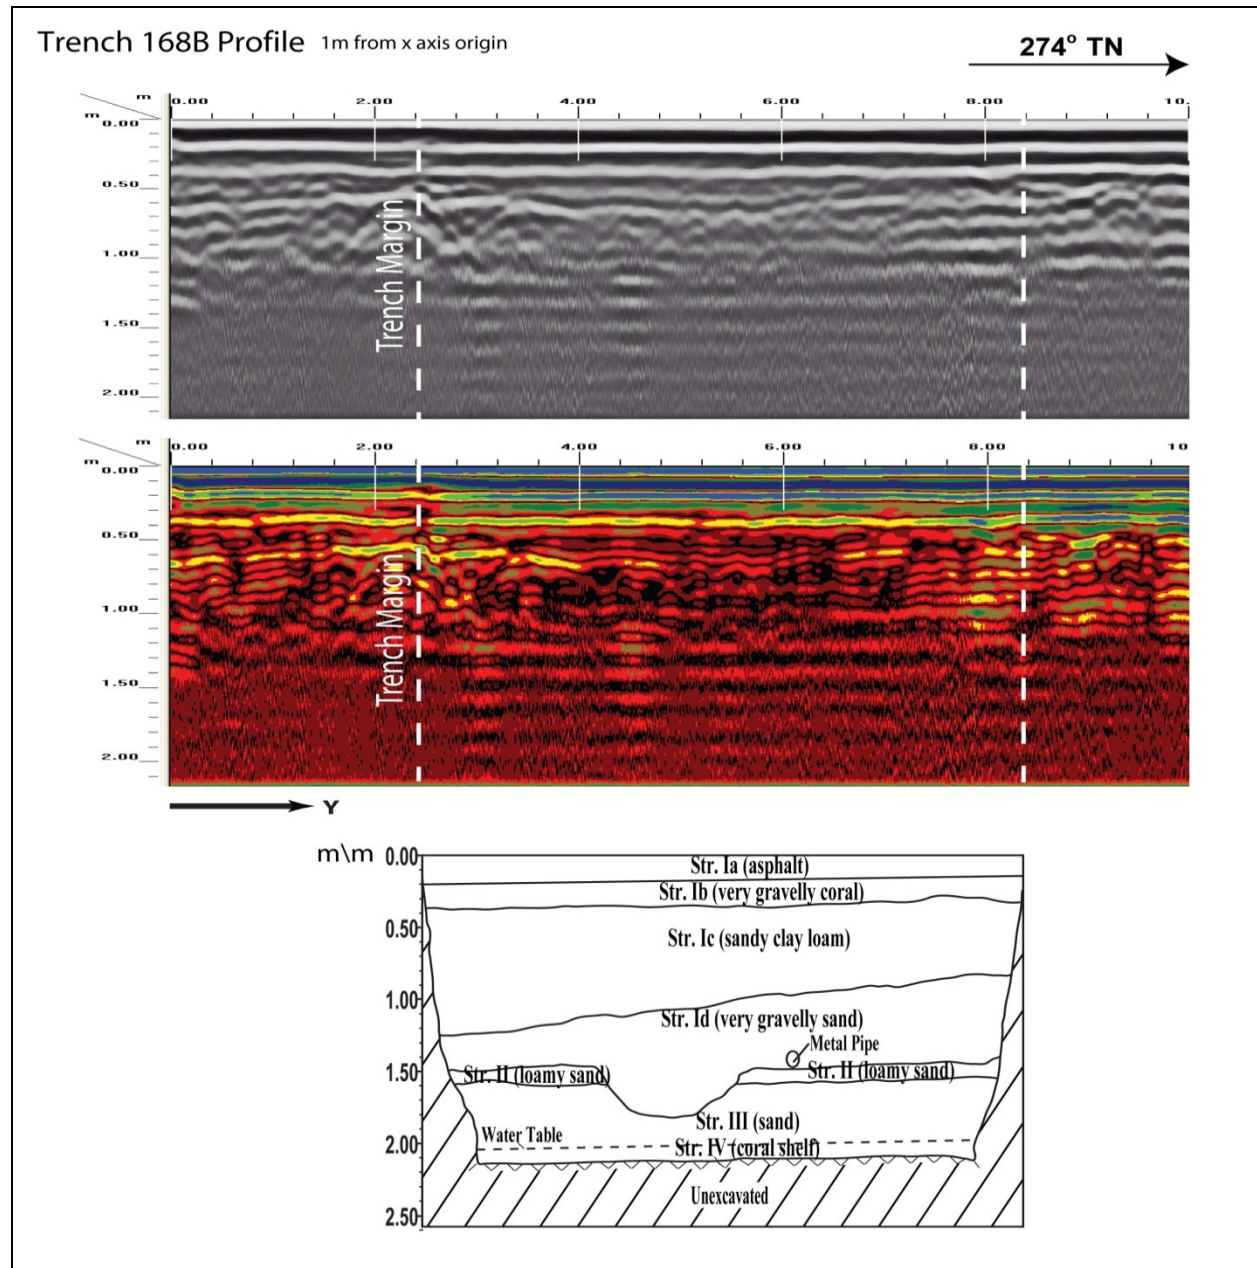 Trench 168B Profile 1m from x axis origin
274° TN
m 0.00 2.00 4.00 6.00 8.00 10.
m
0.00
0.50
1.00
1.50
2.00
Trench Margin
m 0.00 2.00 4.00 6.00 8.00 10
m
0.00
0.50
1.00
1.50
2.00
Trench Margin
Y
m\m
0.00
0.50
1.00
1.50
2.00
2.50
Str. Ia (asphalt)
Str. Ib (very gravelly coral)
Str. Ic (sandy clay loam)
Str. Id (very gravelly sand)
Metal Pipe
Str. II (loamy sand)
Str. II (loamy sand)
Str. III (sand)
Water Table
Str. IV (coral shelf)
Unexcavated